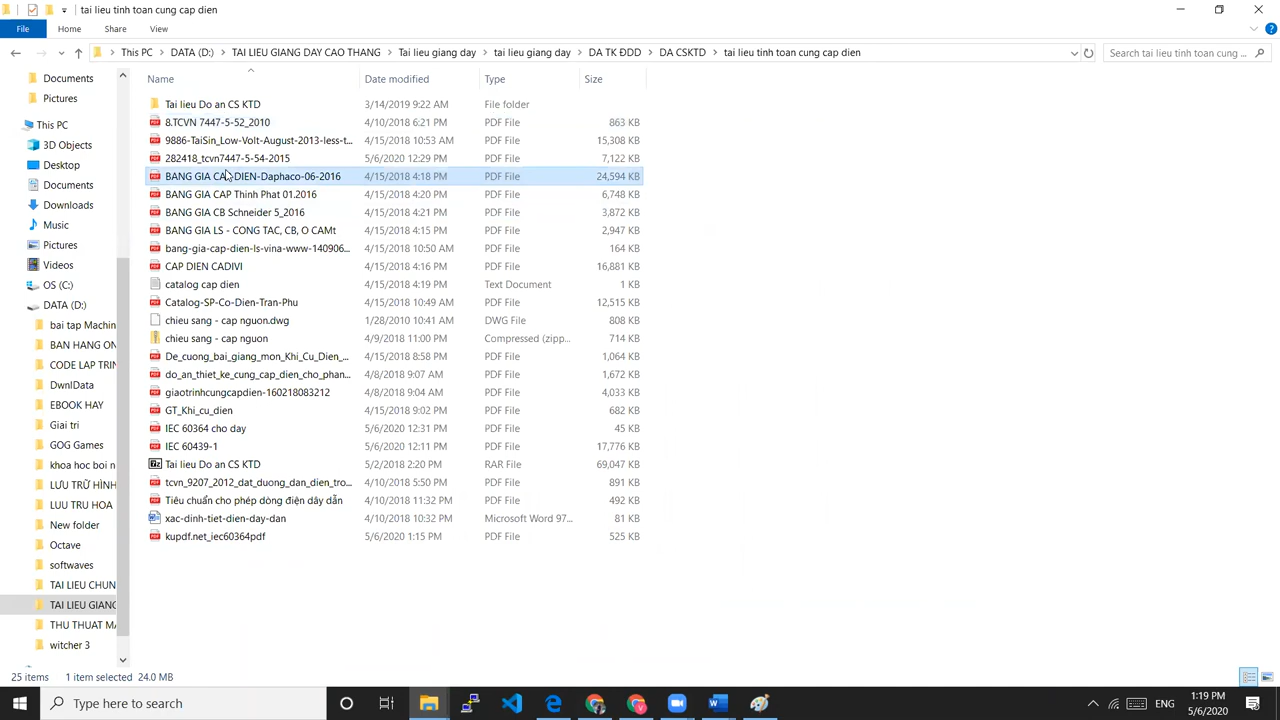 tai lieu tinh toan cung cap dien
File Home Share View
This PC DATA (D:) TAI LIEU GIANG DAY CAO THANG Tai lieu giang day tai lieu giang day DA TK ĐDD DA CSKTD tai lieu tinh toan cung cap dien Search tai lieu tinh toan cung ...
Documents
Pictures
This PC
3D Objects
Desktop
Documents
Downloads
Music
Pictures
Videos
OS (C:)
DATA (D:)
bai tap Machin
BAN HANG ON
CODE LAP TRIN
DwnlData
EBOOK HAY
Giai tri
GOG Games
khoa hoc boi n
LƯU TRỮ HÌNH
LUU TRU HOA
New folder
Octave
softwaves
TAI LIEU CHUN
TAI LIEU GIANG
THU THUAT MA
witcher 3
Name Date modified Type Size
Tai lieu Do an CS KTD 3/14/2019 9:22 AM File folder
8.TCVN 7447-5-52_2010 4/10/2018 6:21 PM PDF File 863 KB
9886-TaiSin_Low-Volt-August-2013-less-t... 4/15/2018 10:53 AM PDF File 15,308 KB
282418_tcvn7447-5-54-2015 5/6/2020 12:29 PM PDF File 7,122 KB
BANG GIA CAP DIEN-Daphaco-06-2016 4/15/2018 4:18 PM PDF File 24,594 KB
BANG GIA CAP Thinh Phat 01.2016 4/15/2018 4:20 PM PDF File 6,748 KB
BANG GIA CB Schneider 5_2016 4/15/2018 4:21 PM PDF File 3,872 KB
BANG GIA LS - CONG TAC, CB, O CAMt 4/15/2018 4:15 PM PDF File 2,947 KB
bang-gia-cap-dien-ls-vina-www-140906... 4/15/2018 10:50 AM PDF File 164 KB
CAP DIEN CADIVI 4/15/2018 4:16 PM PDF File 16,881 KB
catalog cap dien 4/15/2018 4:19 PM Text Document 1 KB
Catalog-SP-Co-Dien-Tran-Phu 4/15/2018 10:49 AM PDF File 12,515 KB
chieu sang - cap nguon.dwg 1/28/2010 10:41 AM DWG File 808 KB
chieu sang - cap nguon 4/9/2018 11:00 PM Compressed (zipp... 714 KB
De_cuong_bai_giang_mon_Khi_Cu_Dien_... 4/15/2018 8:58 PM PDF File 1,064 KB
do_an_thiet_ke_cung_cap_dien_cho_phan... 4/8/2018 9:07 AM PDF File 1,672 KB
giaotrinhcungcapdien-160218083212 4/8/2018 9:04 AM PDF File 4,033 KB
GT_Khi_cu_dien 4/15/2018 9:02 PM PDF File 682 KB
IEC 60364 cho day 5/6/2020 12:31 PM PDF File 45 KB
IEC 60439-1 5/6/2020 12:11 PM PDF File 17,776 KB
Tai lieu Do an CS KTD 5/2/2018 2:20 PM RAR File 69,047 KB
tcvn_9207_2012_dat_duong_dan_dien_tro... 4/10/2018 5:50 PM PDF File 891 KB
Tiêu chuẩn cho phép dòng điện dây dẫn 4/10/2018 11:32 PM PDF File 492 KB
xac-dinh-tiet-dien-day-dan 4/10/2018 10:32 PM Microsoft Word 97... 81 KB
kupdf.net_iec60364pdf 5/6/2020 1:15 PM PDF File 525 KB
25 items 1 item selected 24.0 MB
Type here to search
ENG
1:19 PM
5/6/2020